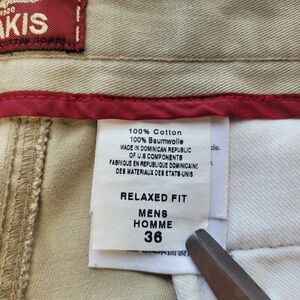 AKIS
100% Cotton
100% Baumwolle
MADE IN DOMINICAN REPUBLIC
OF U.S COMPONENTS
FABRIQUE EN REPUBLIQUE DOMINICAINE
DES MATERIAUX DES ETATS-UNIS
RELAXED FIT
MENS
HOMME
36